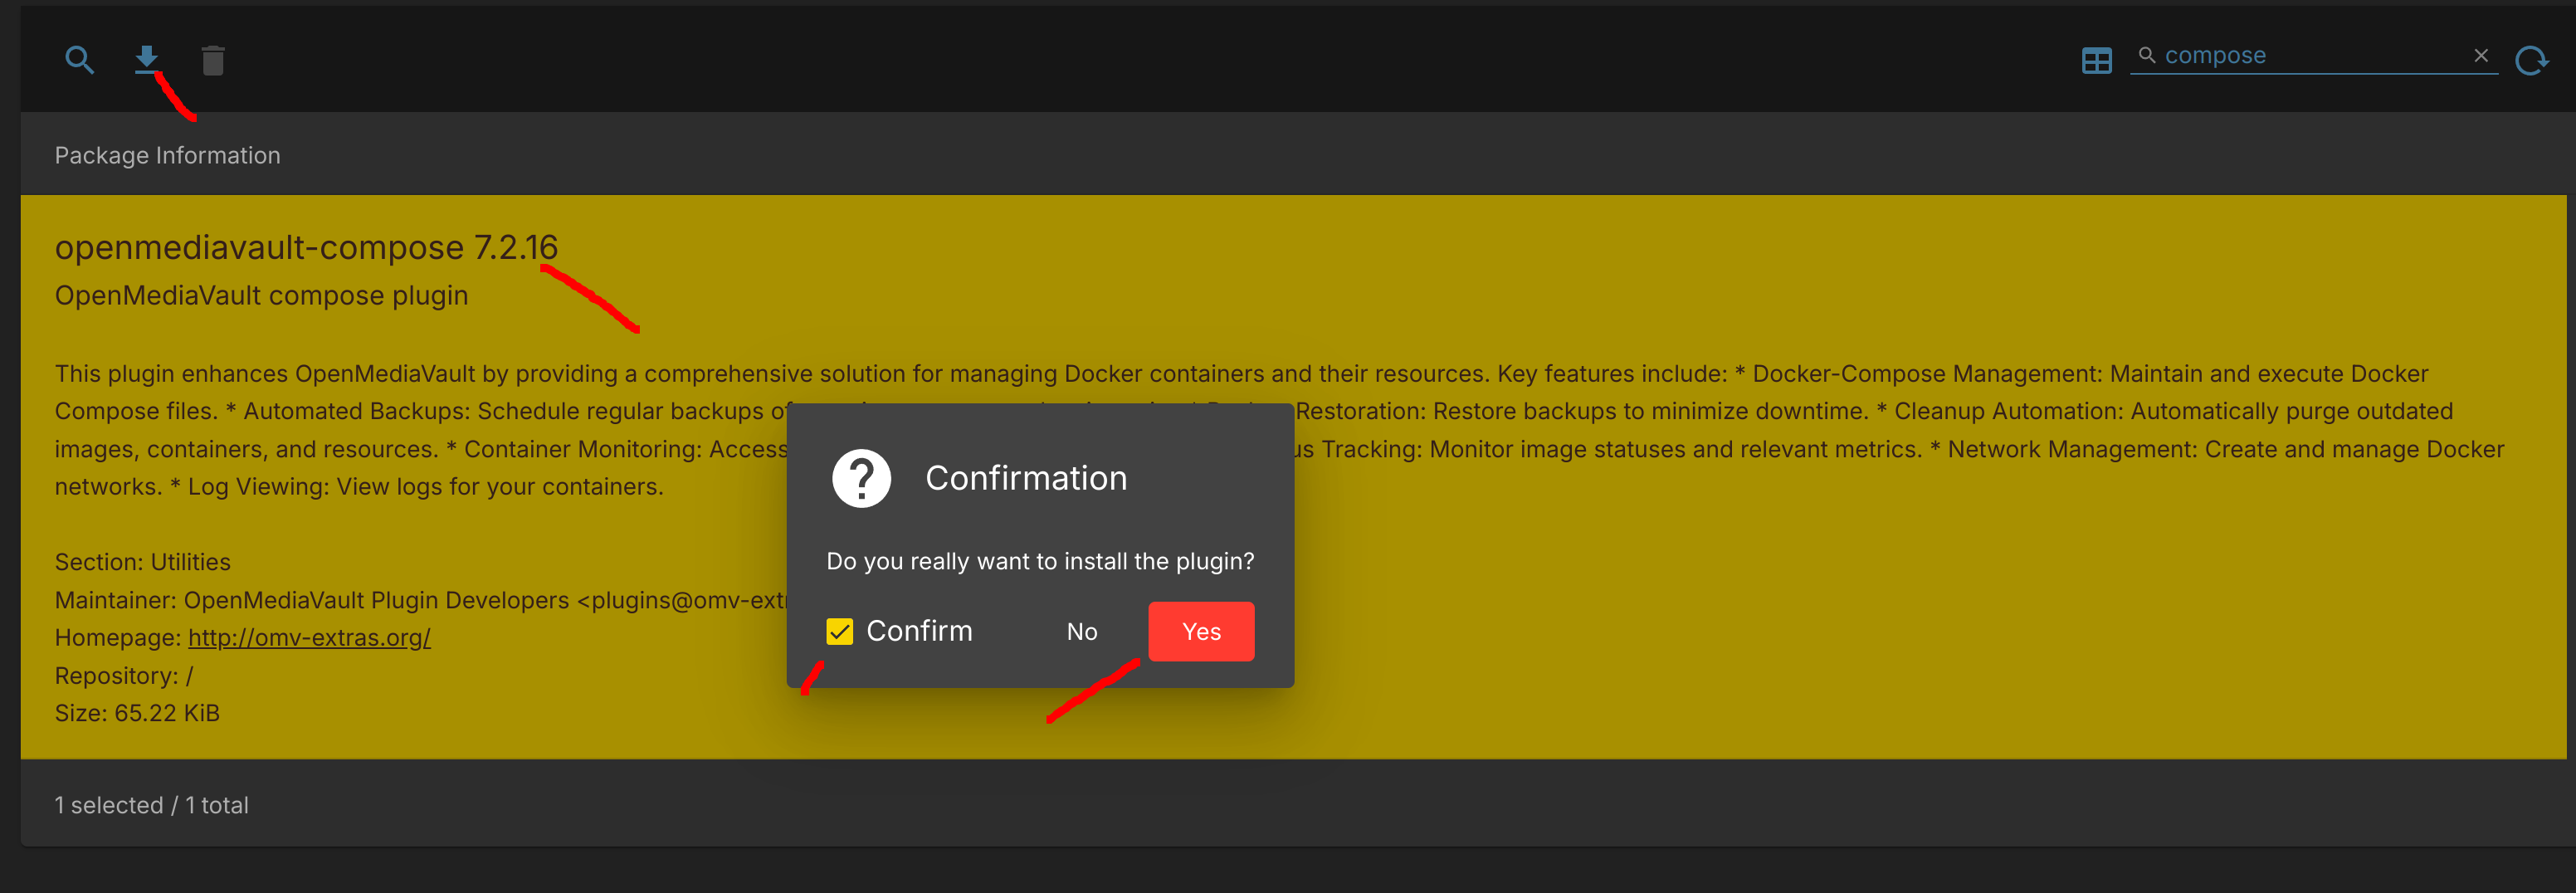 compose
Package Information
openmediavault-compose 7.2.16
OpenMediaVault compose plugin
This plugin enhances OpenMediaVault by providing a comprehensive solution for managing Docker containers and their resources. Key features include: * Docker-Compose Management: Maintain and execute Docker
Compose files. * Automated Backups: Schedule regular backups of Restoration: Restore backups to minimize downtime. * Cleanup Automation: Automatically purge outdated
images, containers, and resources. * Container Monitoring: Access Tracking: Monitor image statuses and relevant metrics. * Network Management: Create and manage Docker
networks. * Log Viewing: View logs for your containers.
Section: Utilities
Maintainer: OpenMediaVault Plugin Developers <plugins@omv-extr
Homepage: http://omv-extras.org/
Repository: /
Size: 65.22 KiB
Confirmation
Do you really want to install the plugin?
Confirm No Yes
1 selected / 1 total